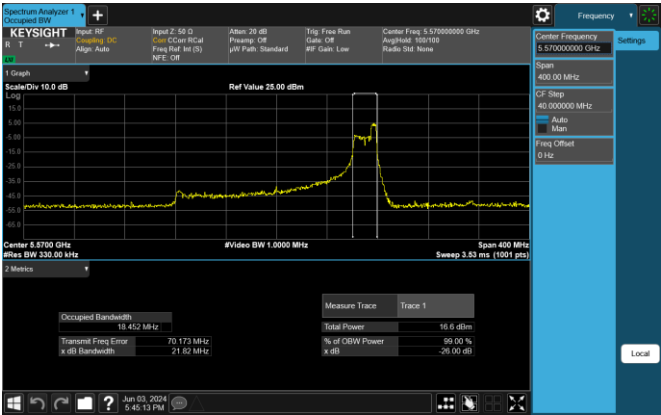 Spectrum Analyzer 1
Occupied BW
+
KEYSIGHT
R T
LW
Input: RF
Coupling: DC
Align: Auto
Input Z: 50 Ω
Corr CCorr RCal
Freq Ref: Int (S)
NFE: Off
Atten: 20 dB
Preamp: Off
µW Path: Standard
Trig: Free Run
Gate: Off
#IF Gain: Low
Center Freq: 5.570000000 GHz
Avg|Hold: 100/100
Radio Std: None
1 Graph
Scale/Div 10.0 dB
Ref Value 25.00 dBm
Log
15.0
5.00
-5.00
-15.0
-25.0
-35.0
-45.0
-55.0
-65.0
Center 5.5700 GHz
#Video BW 1.0000 MHz
Span 400 MHz
#Res BW 330.00 kHz
Sweep 3.53 ms (1001 pts)
2 Metrics
Measure Trace
Trace 1
Occupied Bandwidth
18.452 MHz
Total Power
16.6 dBm
Transmit Freq Error
70.173 MHz
% of OBW Power
99.00 %
x dB Bandwidth
21.82 MHz
x dB
-26.00 dB
Frequency
Settings
Center Frequency
5.570000000 GHz
Span
400.00 MHz
CF Step
40.000000 MHz
Auto
Man
Freq Offset
0 Hz
Local
?
Jun 03, 2024
5:45:13 PM